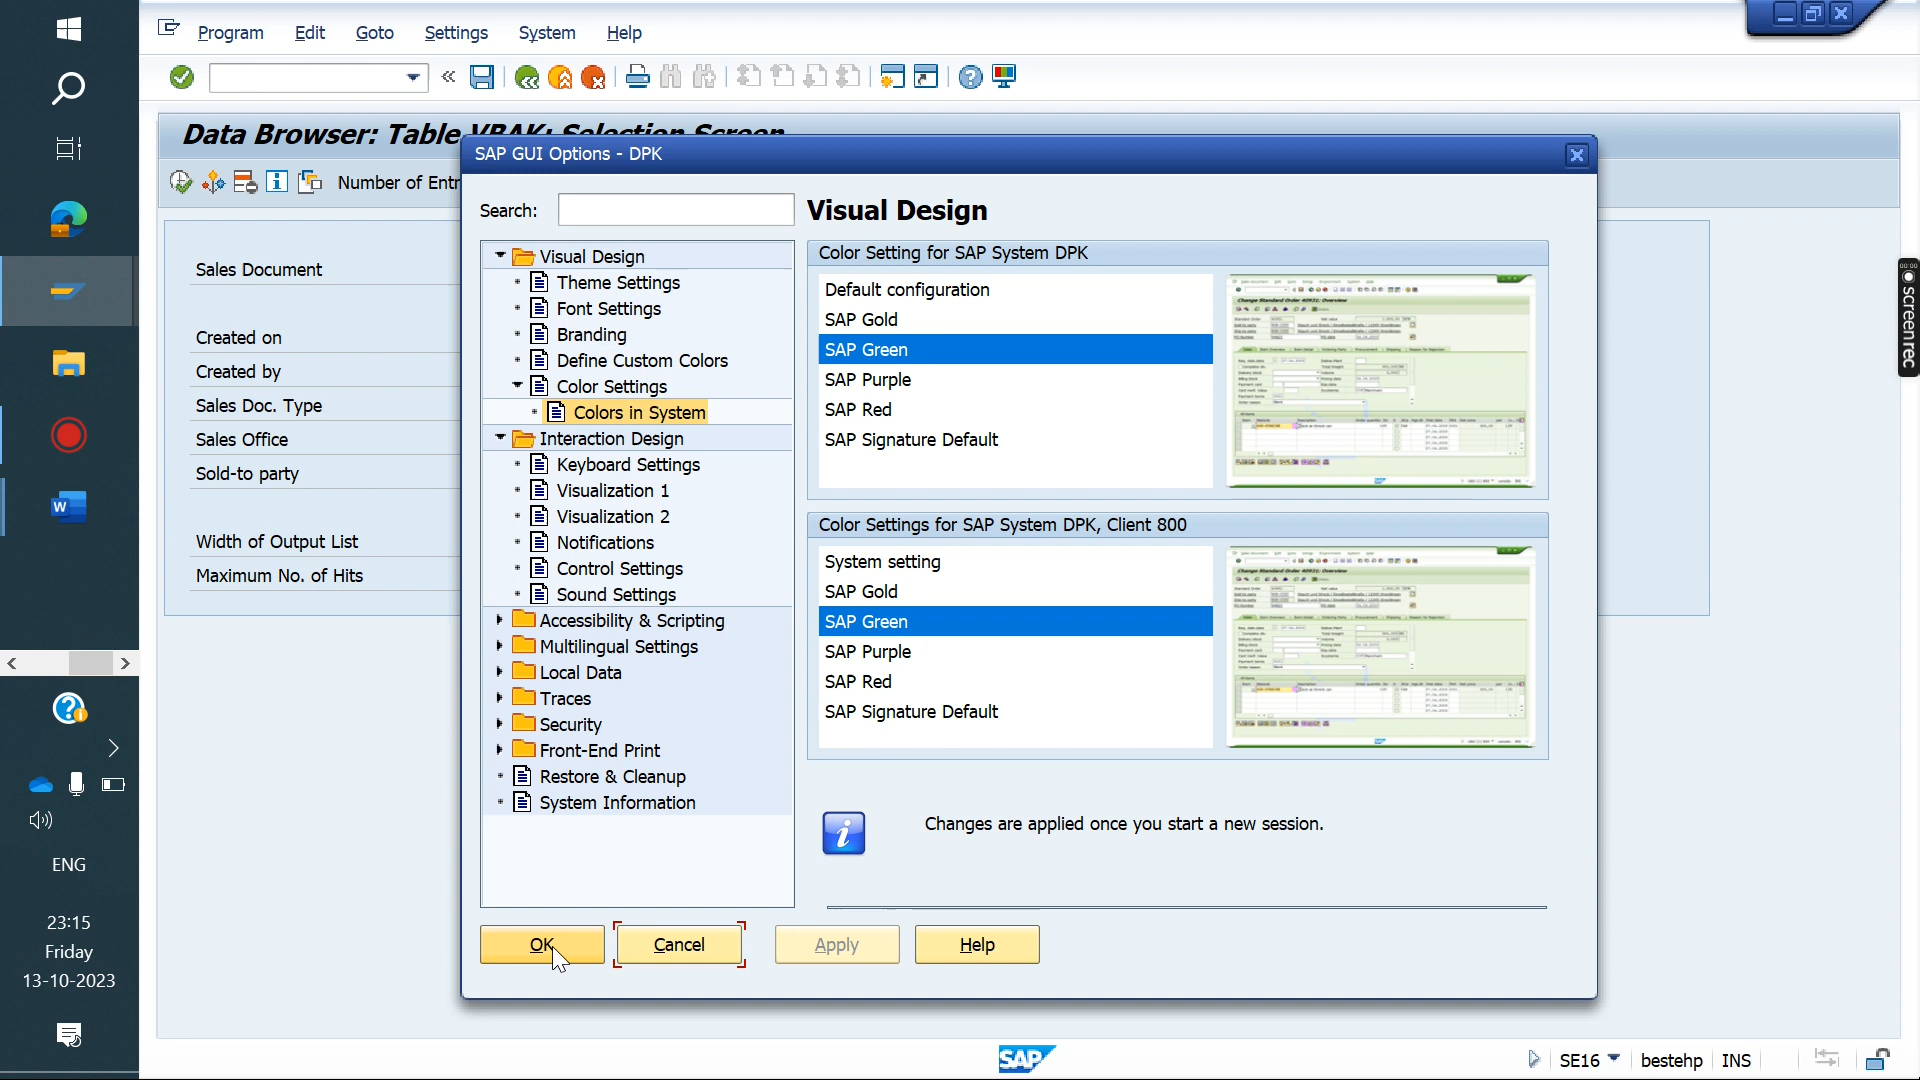 Program Edit Goto Settings System Help
Data Browser: Table VBAK: Selection Screen
Number of Entr
Sales Document
Created on
Created by
Sales Doc. Type
Sales Office
Sold-to party
Width of Output List
Maximum No. of Hits
SAP GUI Options - DPK
Search:
Visual Design
Theme Settings
Font Settings
Branding
Define Custom Colors
Color Settings
Colors in System
Interaction Design
Keyboard Settings
Visualization 1
Visualization 2
Notifications
Control Settings
Sound Settings
Accessibility & Scripting
Multilingual Settings
Local Data
Traces
Security
Front-End Print
Restore & Cleanup
System Information
Visual Design
Color Setting for SAP System DPK
Default configuration
SAP Gold
SAP Green
SAP Purple
SAP Red
SAP Signature Default
Color Settings for SAP System DPK, Client 800
System setting
SAP Gold
SAP Green
SAP Purple
SAP Red
SAP Signature Default
Changes are applied once you start a new session.
OK Cancel Apply Help
SAP
SE16 bestehp INS
screenrec
ENG
23:15
Friday
13-10-2023